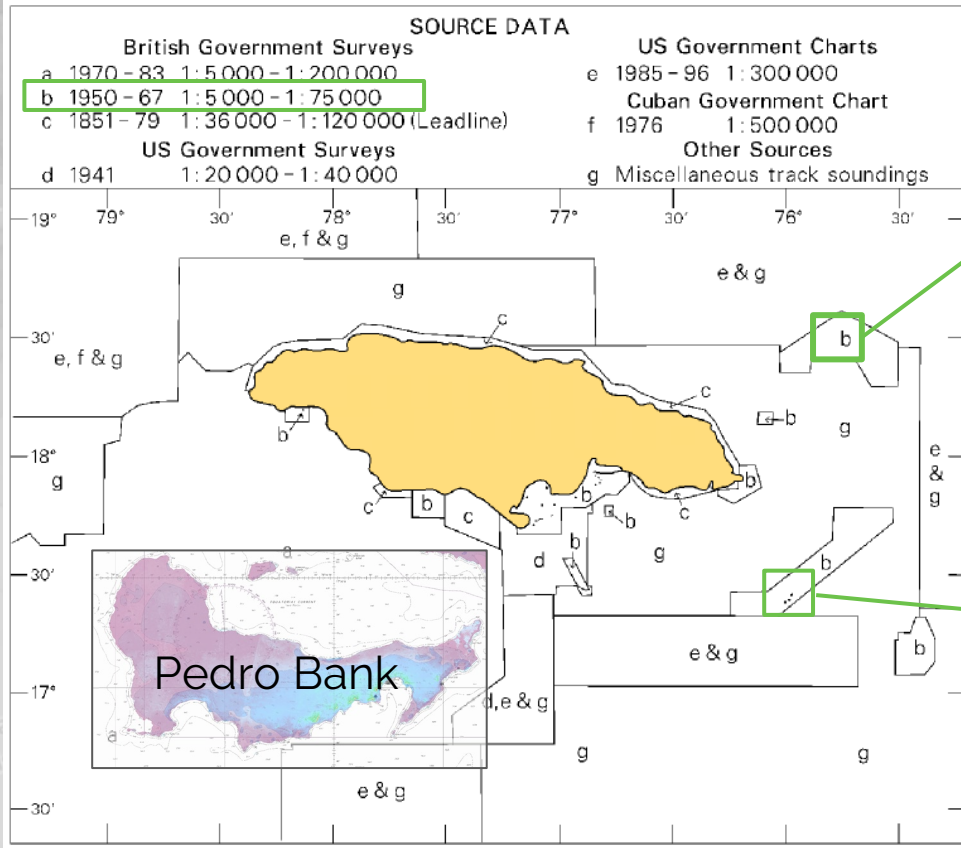 SOURCE DATA
British Government Surveys
a 1970-83 1:5 000-1:200 000
b 1950-67 1:5 000-1:75 000
c 1851-79 1:36 000-1:120 000 (Leadline)
US Government Surveys
d 1941 1:20 000-1:40 000
US Government Charts
e 1985-96 1:300 000
Cuban Government Chart
f 1976 1:500 000
Other Sources
g Miscellaneous track soundings
19° 79° 30' 78° 30' 77° 30' 76° 30'
e, f & g
e & g
g
c
b
30'
e, f & g
c
b
b
g
18°
g
e & g
c
b
c
b
b
c
b
b
d
g
b
a
30'
Pedro Bank
e & g
b
17°
d,e & g
a
g
g
e & g
30'